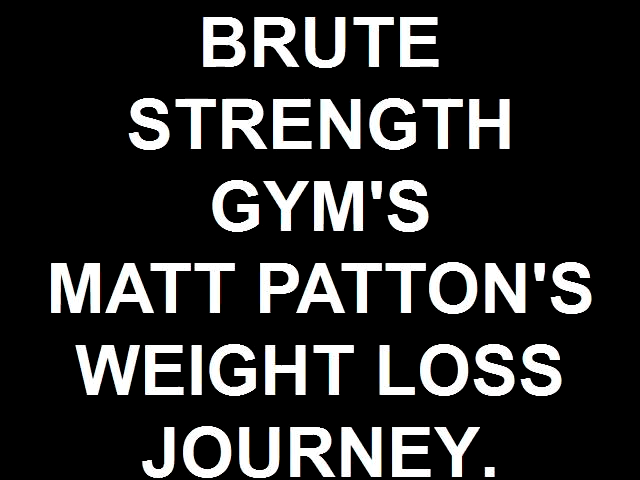 BRUTE
STRENGTH
GYM'S
MATT PATTON'S
WEIGHT LOSS
JOURNEY.